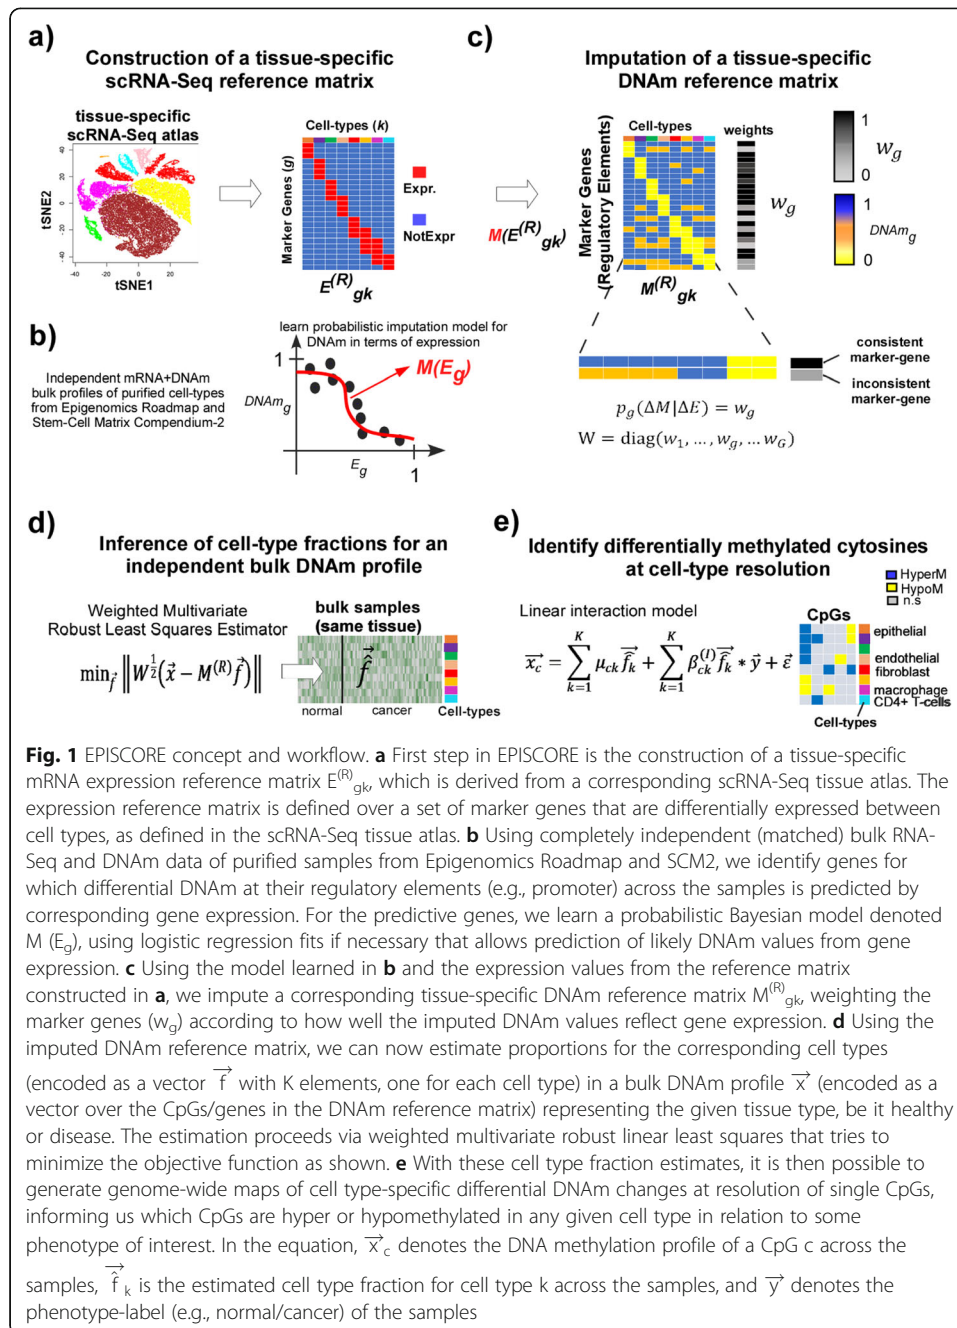 a)
Construction of a tissue-specific
scRNA-Seq reference matrix
tissue-specific
scRNA-Seq atlas
40
20
0
-20
-40
tSNE2
-40 -20 0 20
tSNE1
Cell-types (k)
Marker Genes (g)
Expr.
NotExpr
E(R)gk
b)
Independent mRNA+DNAm
bulk profiles of purified cell-types
from Epigenomics Roadmap and
Stem-Cell Matrix Compendium-2
learn probabilistic imputation model for
DNAm in terms of expression
1
M(Eg)
DNAmg
Eg
1
c)
Imputation of a tissue-specific
DNAm reference matrix
M(E(R)gk)
Cell-types
weights
Marker Genes
(Regulatory Elements)
wg
M(R)gk
1
wg
0
1
DNAmg
0
consistent
marker-gene
inconsistent
marker-gene
pg(ΔM|ΔE) = wg
W = diag(w1, … , wg, … wG)
d)
Inference of cell-type fractions for an
independent bulk DNAm profile
Weighted Multivariate
Robust Least Squares Estimator
min f⃗ ‖W^½(x⃗ − M(R) f⃗)‖
bulk samples
(same tissue)
f̂⃗
normal cancer
Cell-types
e)
Identify differentially methylated cytosines
at cell-type resolution
Linear interaction model
x⃗c = ∑_{k=1}^{K} μck f̂⃗k + ∑_{k=1}^{K} βck(I) f̂⃗k * y⃗ + ε⃗
HyperM
HypoM
n.s
CpGs
epithelial
endothelial
fibroblast
macrophage
CD4+ T-cells
Cell-types
Fig. 1 EPISCORE concept and workflow. a First step in EPISCORE is the construction of a tissue-specific
mRNA expression reference matrix E(R)gk, which is derived from a corresponding scRNA-Seq tissue atlas. The
expression reference matrix is defined over a set of marker genes that are differentially expressed between
cell types, as defined in the scRNA-Seq tissue atlas. b Using completely independent (matched) bulk RNA-
Seq and DNAm data of purified samples from Epigenomics Roadmap and SCM2, we identify genes for
which differential DNAm at their regulatory elements (e.g., promoter) across the samples is predicted by
corresponding gene expression. For the predictive genes, we learn a probabilistic Bayesian model denoted
M (Eg), using logistic regression fits if necessary that allows prediction of likely DNAm values from gene
expression. c Using the model learned in b and the expression values from the reference matrix
constructed in a, we impute a corresponding tissue-specific DNAm reference matrix M(R)gk, weighting the
marker genes (wg) according to how well the imputed DNAm values reflect gene expression. d Using the
imputed DNAm reference matrix, we can now estimate proportions for the corresponding cell types
(encoded as a vector f⃗ with K elements, one for each cell type) in a bulk DNAm profile x⃗ (encoded as a
vector over the CpGs/genes in the DNAm reference matrix) representing the given tissue type, be it healthy
or disease. The estimation proceeds via weighted multivariate robust linear least squares that tries to
minimize the objective function as shown. e With these cell type fraction estimates, it is then possible to
generate genome-wide maps of cell type-specific differential DNAm changes at resolution of single CpGs,
informing us which CpGs are hyper or hypomethylated in any given cell type in relation to some
phenotype of interest. In the equation, x⃗c denotes the DNA methylation profile of a CpG c across the
samples, f̂⃗k is the estimated cell type fraction for cell type k across the samples, and y⃗ denotes the
phenotype-label (e.g., normal/cancer) of the samples